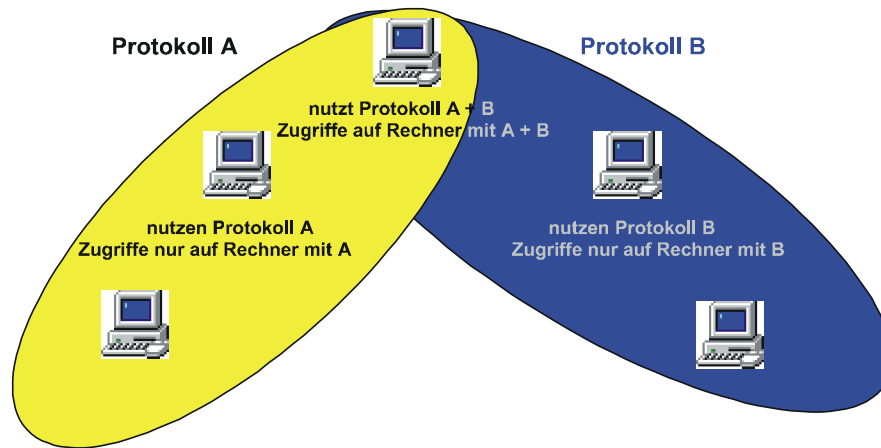 Protokoll A
Protokoll B
nutzt Protokoll A + B
Zugriffe auf Rechner mit A + B
nutzen Protokoll A
Zugriffe nur auf Rechner mit A
nutzen Protokoll B
Zugriffe nur auf Rechner mit B